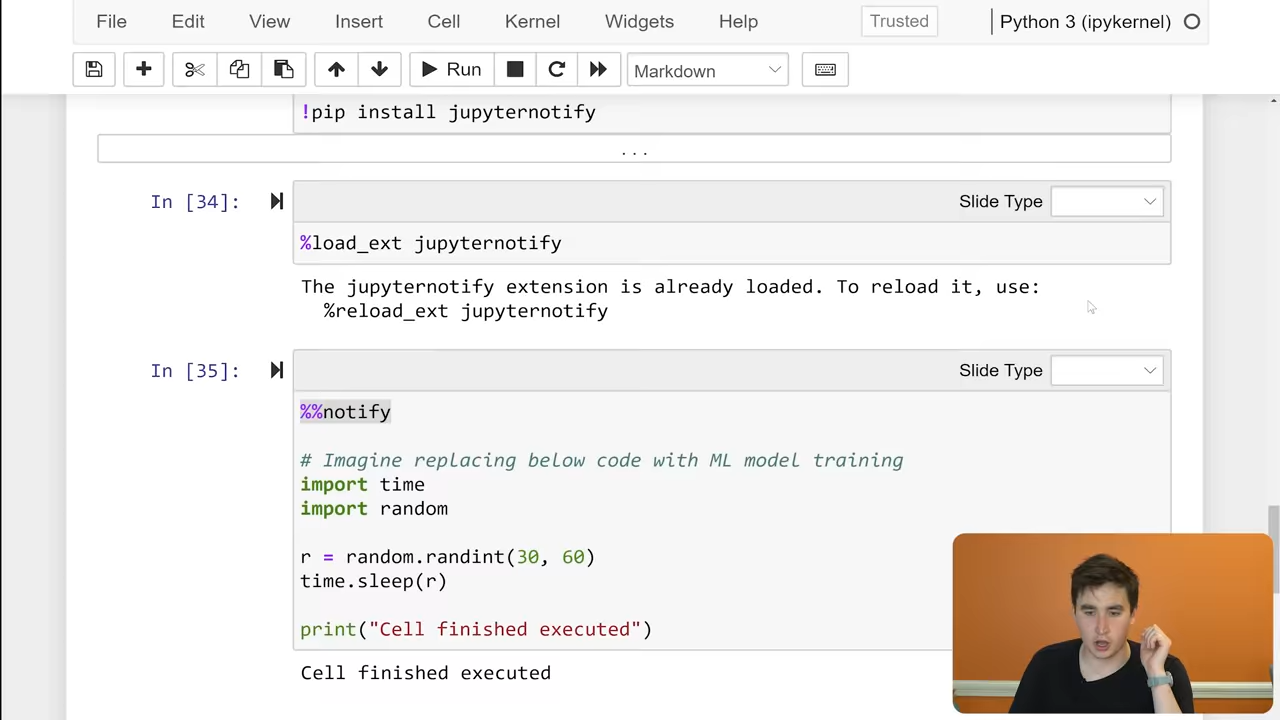 File Edit View Insert Cell Kernel Widgets Help Trusted Python 3 (ipykernel)
Run Markdown
!pip install jupyternotify
...
In [34]: Slide Type
%load_ext jupyternotify
The jupyternotify extension is already loaded. To reload it, use:
%reload_ext jupyternotify
In [35]: Slide Type
%%notify
# Imagine replacing below code with ML model training
import time
import random
r = random.randint(30, 60)
time.sleep(r)
print("Cell finished executed")
Cell finished executed